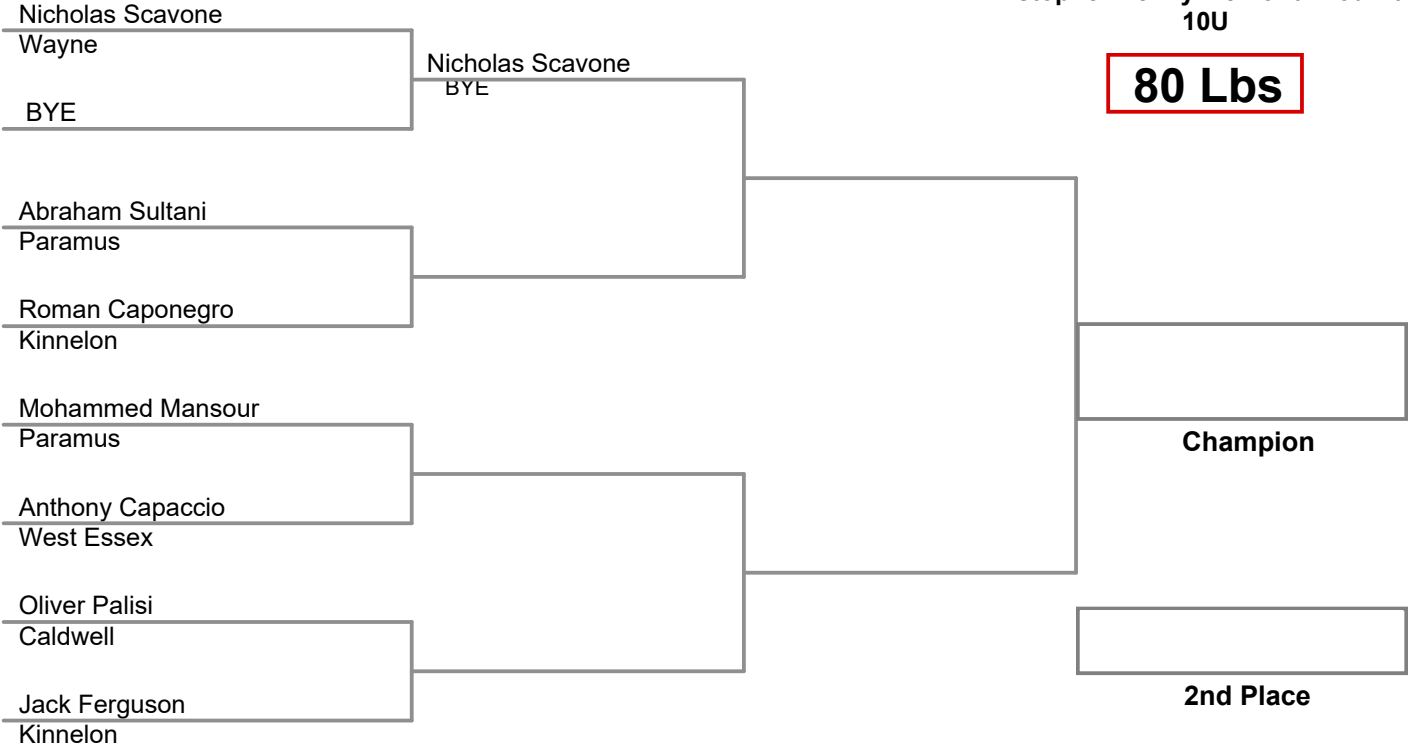 Nicholas Scavone
Wayne
BYE
Nicholas Scavone
BYE
Abraham Sultani
Paramus
Roman Caponegro
Kinnelon
Mohammed Mansour
Paramus
Anthony Capaccio
West Essex
Oliver Palisi
Caldwell
Jack Ferguson
Kinnelon
10U
80 Lbs
Champion
2nd Place